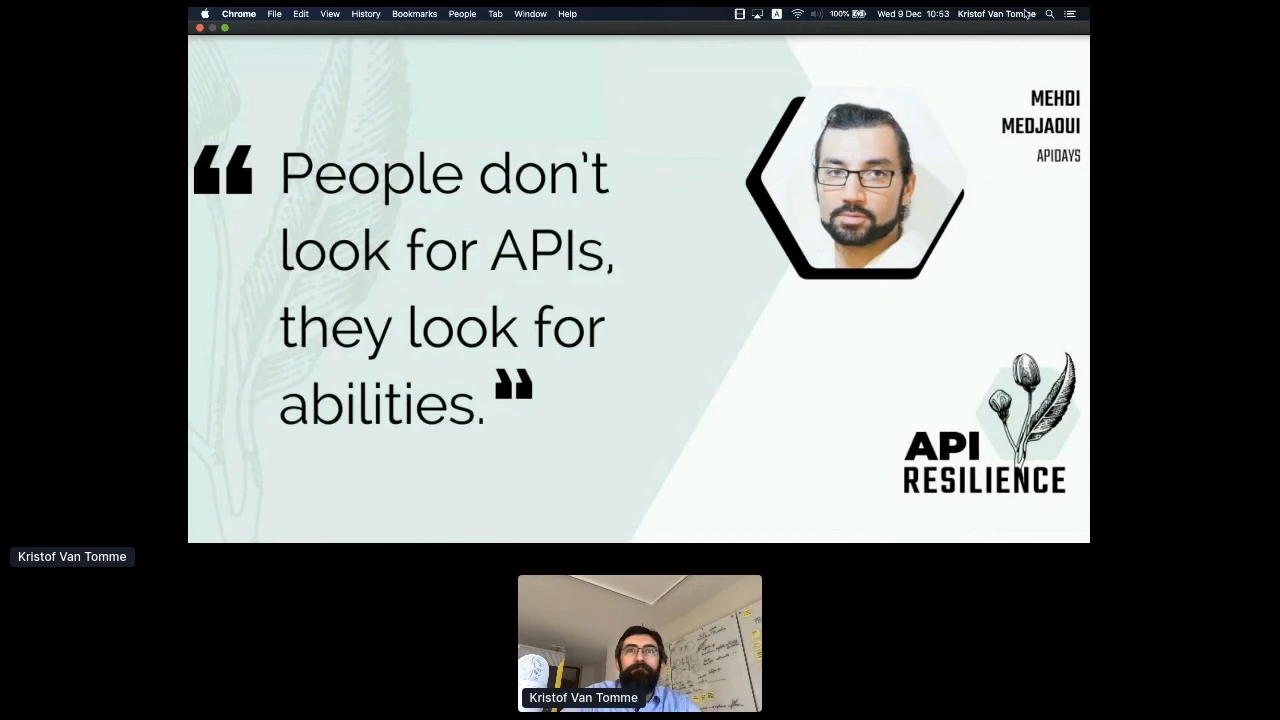 Chrome File Edit View History Bookmarks People Tab Window Help
A 100% Wed 9 Dec 10:53 Kristof Van Tomme
MEHDI
MEDJAOUI
APIDAYS
“ People don’t
look for APIs,
they look for
abilities.”
API
RESILIENCE
Kristof Van Tomme
Kristof Van Tomme